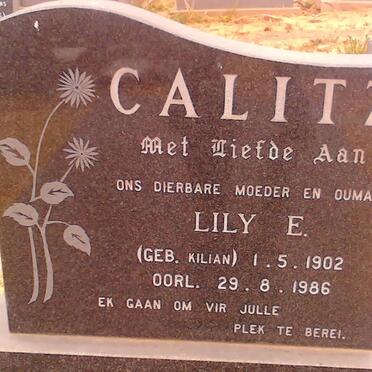 CALITZ
Met Liefde Aan
ONS DIERBARE MOEDER EN OUMA
LILY E.
(GEB. KILIAN) 1.5.1902
OORL. 29.8.1986
EK GAAN OM VIR JULLE
PLEK TE BEREI.